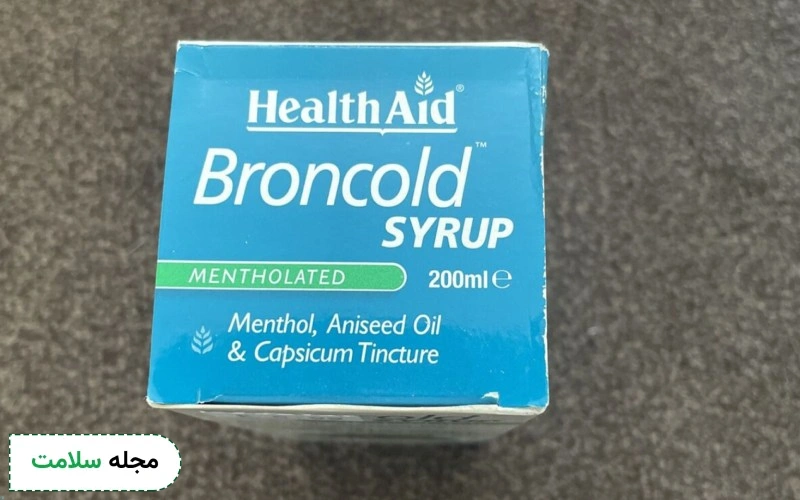 HealthAid®
Broncold™
SYRUP
MENTHOLATED
200ml ℮
Menthol, Aniseed Oil
& Capsicum Tincture
مجله سلامت